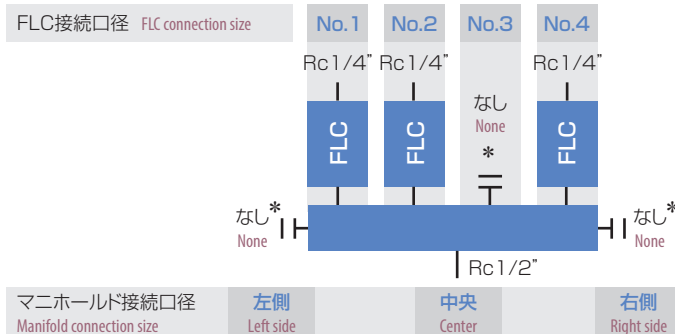 FLC接続口径 FLC connection size No.1 No.2 No.3 No.4
Rc1/4" Rc1/4" Rc1/4"
なし
None
*
FLC FLC FLC
なし* なし*
None None
Rc1/2"
マニホールド接続口径 左側 中央 右側
Manifold connection size Left side Center Right side